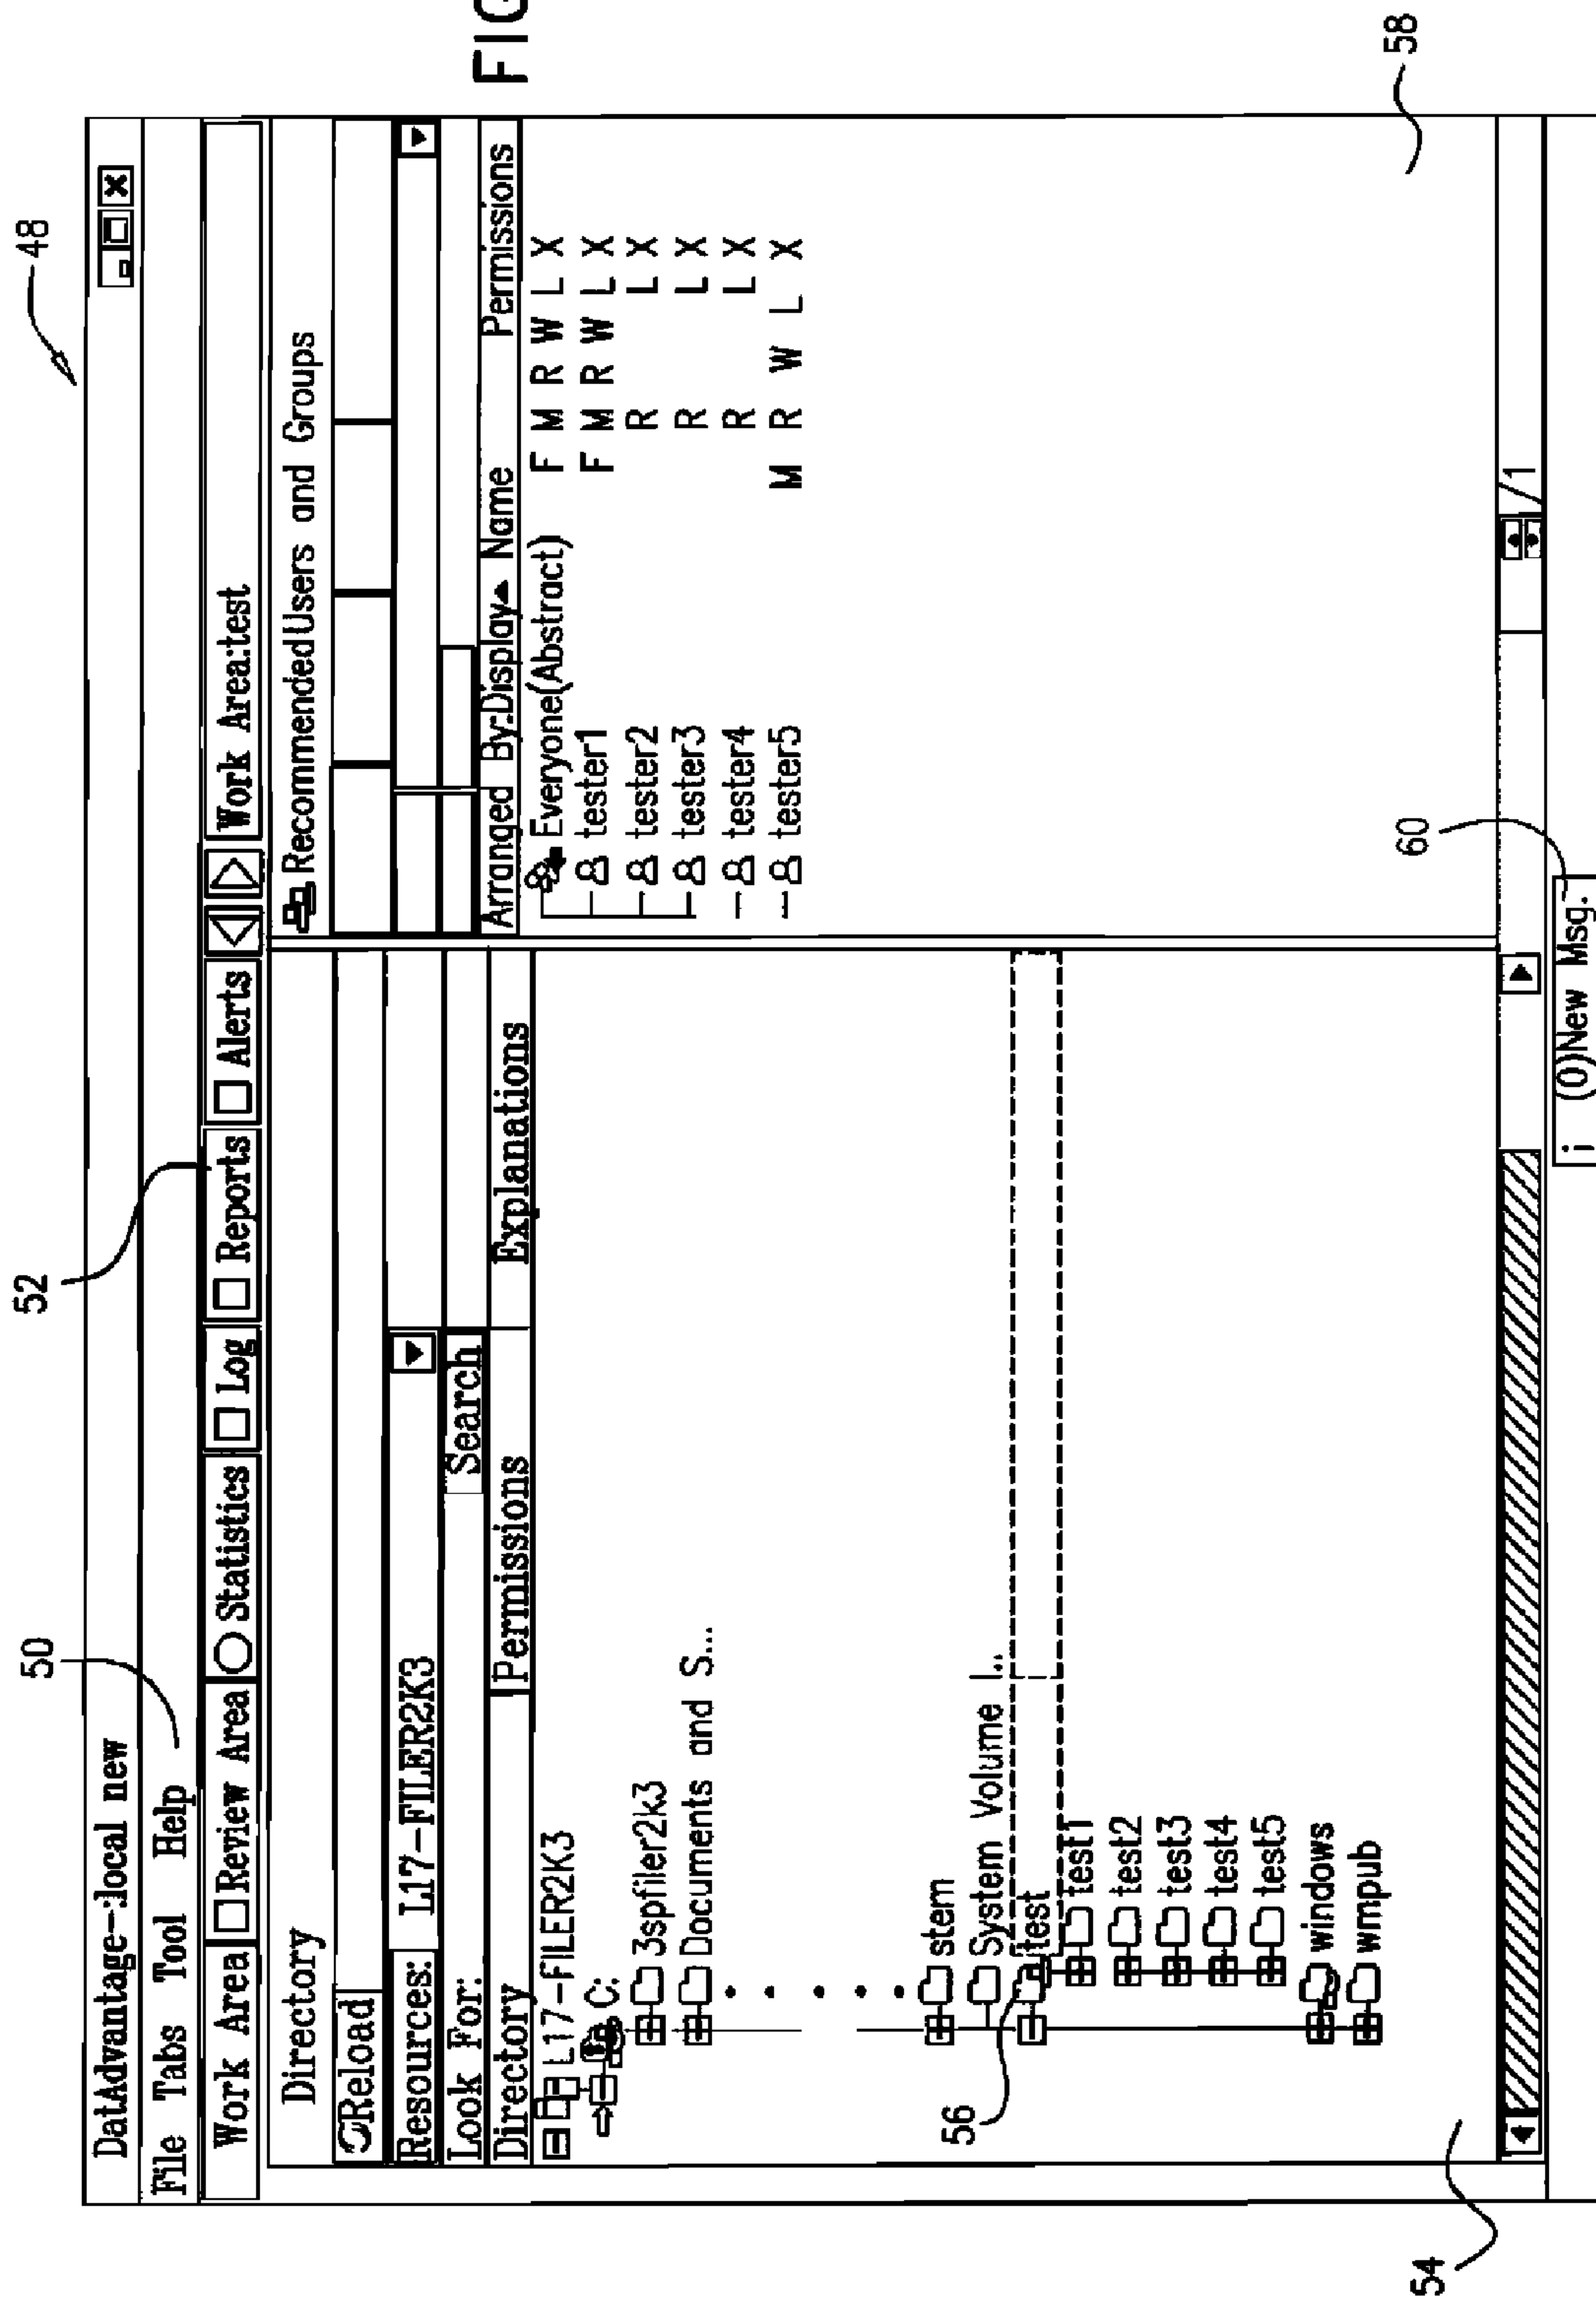 48
52
50
FIG
DatAdvantage-:local new
File Tabs Tool Help
Work Area Review Area Statistics Log Reports Alerts Work Area:test
Directory
Recommended Users and Groups
Reload
Resources: L17-FILER2K3
Look For: Search
Directory Permissions Explanations
Arranged By:Display Name Permissions
L17-FILER2K3
C:
3spfiler2k3
Documents and S...
stem
System Volume I...
test
test1
test2
test3
test4
test5
windows
wmpub
Everyone(Abstract) F M R W L X
tester1 F M R W L X
tester2 R L X
tester3 R L X
tester4 R L X
tester5 M R W L X
56
/1
54
60
58
i (0)New Msg.